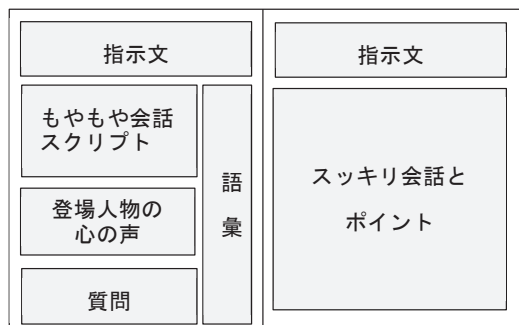 指示文
もやもや会話
スクリプト
登場人物の
心の声
質問
語彙
指示文
スッキリ会話と
ポイント